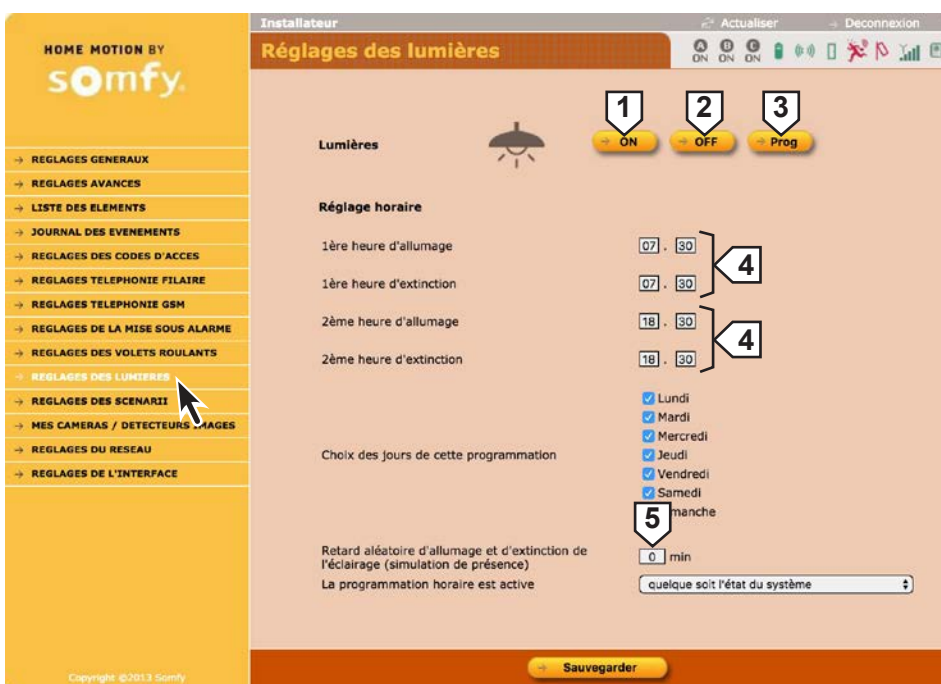 Installateur
Actualiser
Deconnexion
HOME MOTION BY
somfy.
Réglages des lumières
A B C
ON ON ON
1 2 3
Lumières
ON
OFF
Prog
REGLAGES GENERAUX
REGLAGES AVANCES
LISTE DES ELEMENTS
JOURNAL DES EVENEMENTS
REGLAGES DES CODES D'ACCES
REGLAGES TELEPHONIE FILAIRE
REGLAGES TELEPHONIE GSM
REGLAGES DE LA MISE SOUS ALARME
REGLAGES DES VOLETS ROULANTS
REGLAGES DES LUMIERES
REGLAGES DES SCENARII
MES CAMERAS / DETECTEURS IMAGES
REGLAGES DU RESEAU
REGLAGES DE L'INTERFACE
Réglage horaire
1ère heure d'allumage 07 . 30
1ère heure d'extinction 07 . 30
4
2ème heure d'allumage 18 . 30
2ème heure d'extinction 18 . 30
4
Choix des jours de cette programmation
Lundi
Mardi
Mercredi
Jeudi
Vendredi
Samedi
manche
5
Retard aléatoire d'allumage et d'extinction de
l'éclairage (simulation de présence)
0 min
La programmation horaire est active
quelque soit l'état du système
Sauvegarder
Copyright ©2013 Somfy